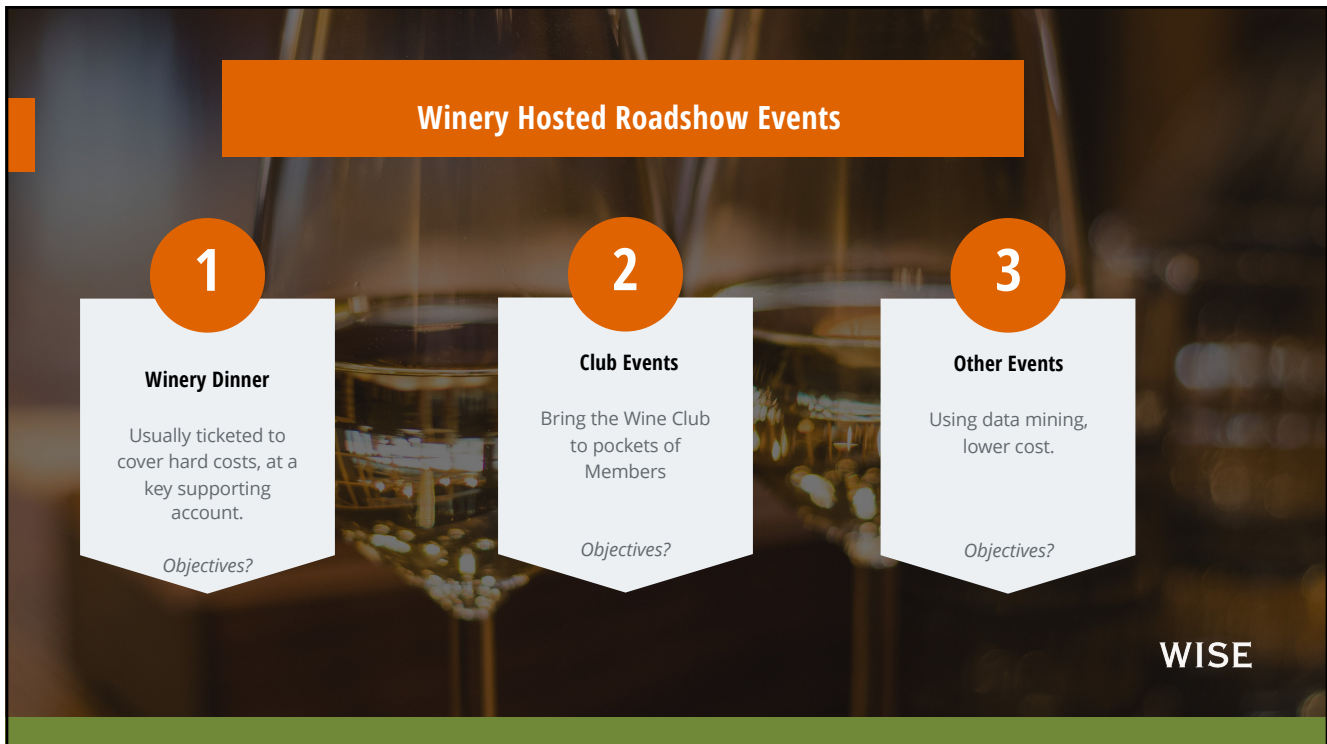 Winery Hosted Roadshow Events
1
Winery Dinner
Usually ticketed to
cover hard costs, at a
key supporting
account.
Objectives?
2
Club Events
Bring the Wine Club
to pockets of
Members
Objectives?
3
Other Events
Using data mining,
lower cost.
Objectives?
WISE